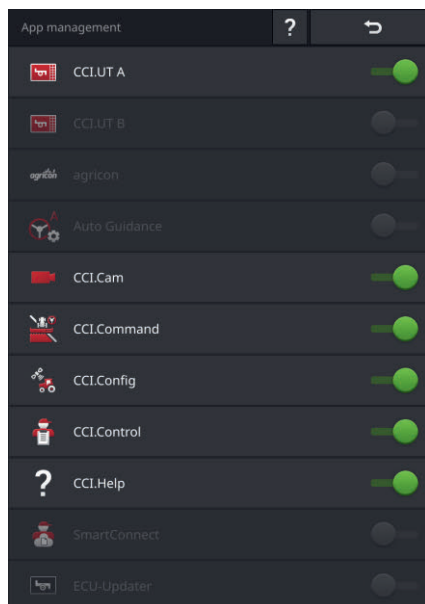 App management ?
CCI.UT A
CCI.UT B
agricon agricon
A Auto Guidance
CCI.Cam
CCI.Command
CCI.Config
CCI.Control
? CCI.Help
SmartConnect
ECU-Updater